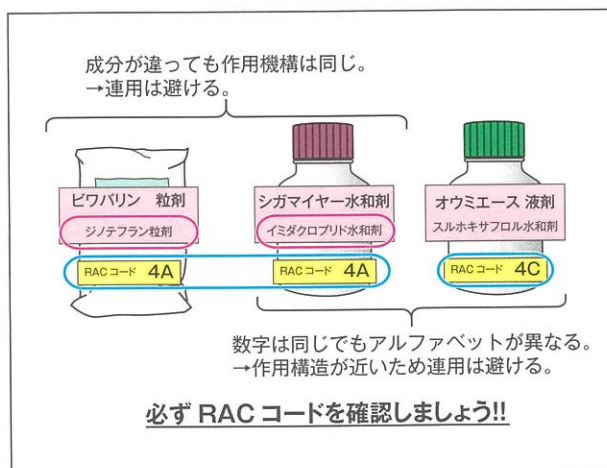 成分が違っても作用機構は同じ。
→連用は避ける。
ビワバリン 粒剤
ジノテフラン粒剤
RACコード 4A
シガマイヤー水和剤
イミダクロプリド水和剤
RACコード 4A
オウミエース 液剤
スルホキサフロル水和剤
RACコード 4C
数字は同じでもアルファベットが異なる。
→作用構造が近いため連用は避ける。
必ず RAC コードを確認しましょう!!